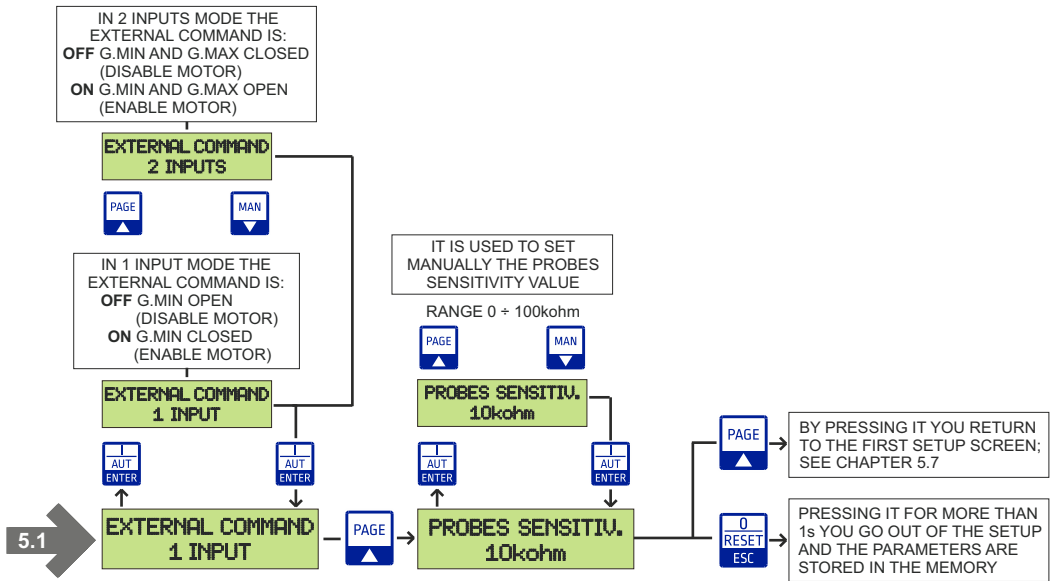 IN 2 INPUTS MODE THE
EXTERNAL COMMAND IS:
OFF G.MIN AND G.MAX CLOSED
(DISABLE MOTOR)
ON G.MIN AND G.MAX OPEN
(ENABLE MOTOR)
EXTERNAL COMMAND
2 INPUTS
PAGE
MAN
IN 1 INPUT MODE THE
EXTERNAL COMMAND IS:
OFF G.MIN OPEN
(DISABLE MOTOR)
ON G.MIN CLOSED
(ENABLE MOTOR)
EXTERNAL COMMAND
1 INPUT
I
AUT
ENTER
I
AUT
ENTER
5.1
EXTERNAL COMMAND
1 INPUT
PAGE
IT IS USED TO SET
MANUALLY THE PROBES
SENSITIVITY VALUE
RANGE 0 ÷ 100kohm
PAGE
MAN
PROBES SENSITIV.
10kohm
I
AUT
ENTER
I
AUT
ENTER
PROBES SENSITIV.
10kohm
PAGE
BY PRESSING IT YOU RETURN
TO THE FIRST SETUP SCREEN;
SEE CHAPTER 5.7
0
RESET
ESC
PRESSING IT FOR MORE THAN
1s YOU GO OUT OF THE SETUP
AND THE PARAMETERS ARE
STORED IN THE MEMORY